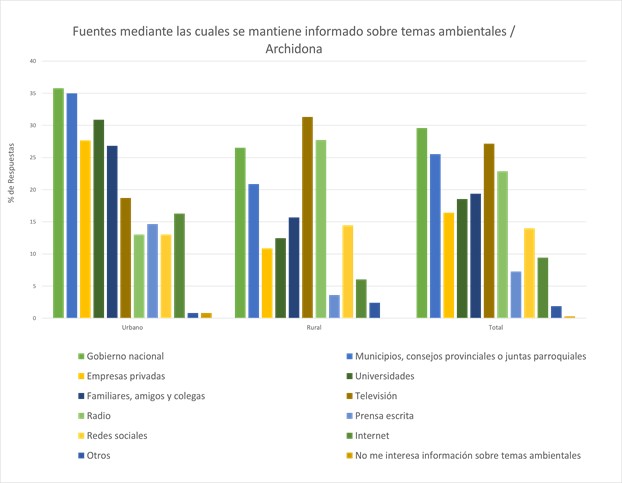 Fuentes mediante las cuales se mantiene informado sobre temas ambientales /
Archidona
% de Respuestas
40
35
30
25
20
15
10
5
0
Urbano Rural Total
Gobierno nacional Municipios, consejos provinciales o juntas parroquiales
Empresas privadas Universidades
Familiares, amigos y colegas Televisión
Radio Prensa escrita
Redes sociales Internet
Otros No me interesa información sobre temas ambientales